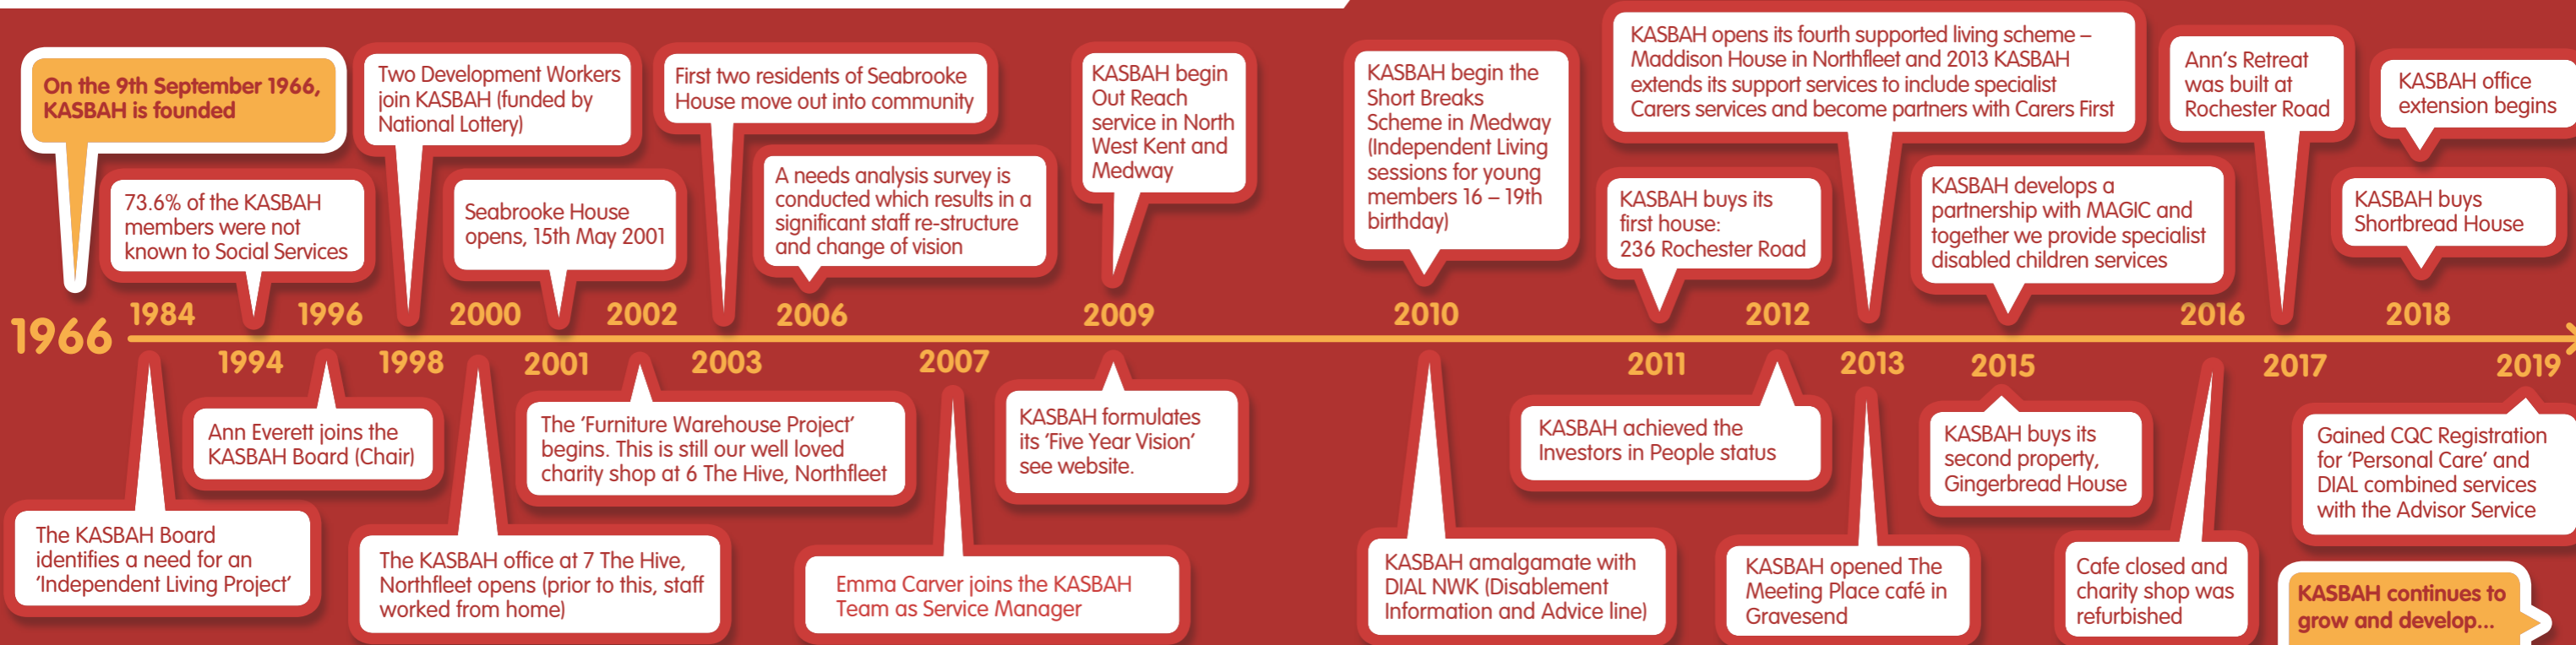 On the 9th September 1966,
KASBAH is founded
Two Development Workers
join KASBAH (funded by
National Lottery)
First two residents of Seabrooke
House move out into community
KASBAH begin
Out Reach
service in North
West Kent and
Medway
KASBAH begin the
Short Breaks
Scheme in Medway
(Independent Living
sessions for young
members 16 – 19th
birthday)
KASBAH opens its fourth supported living scheme –
Maddison House in Northfleet and 2013 KASBAH
extends its support services to include specialist
Carers services and become partners with Carers First
Ann’s Retreat
was built at
Rochester Road
KASBAH office
extension begins
73.6% of the KASBAH
members were not
known to Social Services
Seabrooke House
opens, 15th May 2001
A needs analysis survey is
conducted which results in a
significant staff re-structure
and change of vision
KASBAH buys its
first house:
236 Rochester Road
KASBAH develops a
partnership with MAGIC and
together we provide specialist
disabled children services
KASBAH buys
Shortbread House
1966
1984
1996
2000
2002
2006
2009
2010
2012
2016
2018
1994
1998
2001
2003
2007
2011
2013
2015
2017
2019
Ann Everett joins the
KASBAH Board (Chair)
The ‘Furniture Warehouse Project’
begins. This is still our well loved
charity shop at 6 The Hive, Northfleet
KASBAH formulates
its ‘Five Year Vision’
see website.
KASBAH achieved the
Investors in People status
KASBAH buys its
second property,
Gingerbread House
Gained CQC Registration
for ‘Personal Care’ and
DIAL combined services
with the Advisor Service
The KASBAH Board
identifies a need for an
‘Independent Living Project’
The KASBAH office at 7 The Hive,
Northfleet opens (prior to this, staff
worked from home)
Emma Carver joins the KASBAH
Team as Service Manager
KASBAH amalgamate with
DIAL NWK (Disablement
Information and Advice line)
KASBAH opened The
Meeting Place café in
Gravesend
Cafe closed and
charity shop was
refurbished
KASBAH continues to
grow and develop...